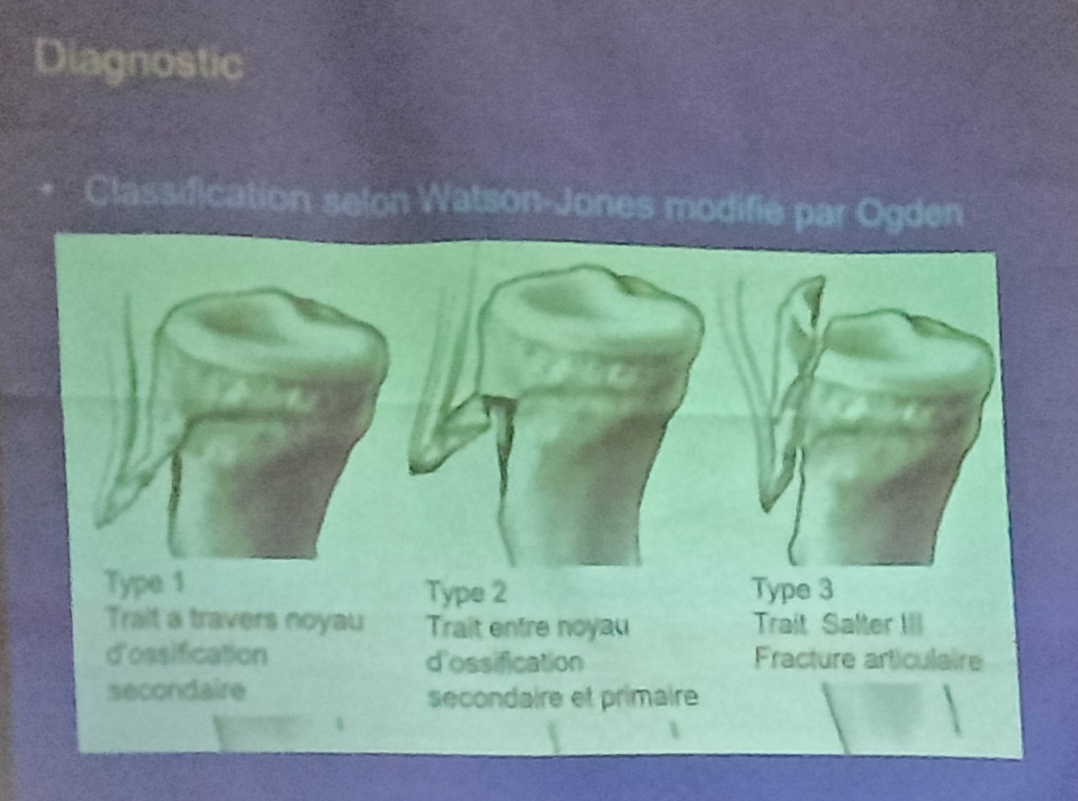 Diagnostic
• Classification selon Watson-Jones modifié par Ogden
Type 1
Trait a travers noyau
d'ossification
secondaire
Type 2
Trait entre noyau
d'ossification
secondaire et primaire
Type 3
Trait Salter III
Fracture articulaire